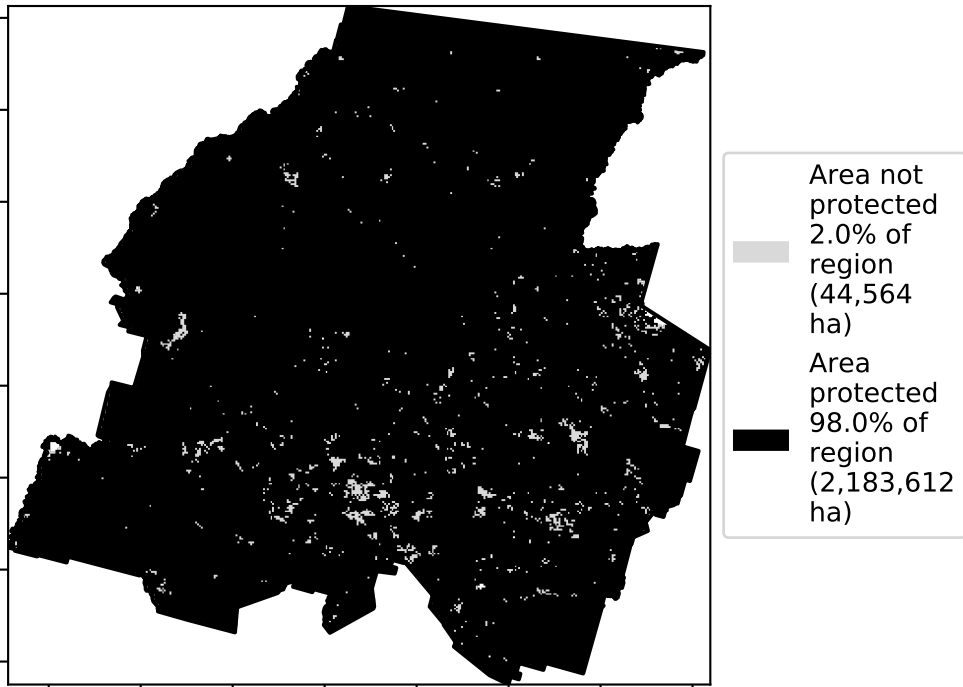 Area not
protected
2.0% of
region
(44,564
ha)
Area
protected
98.0% of
region
(2,183,612
ha)